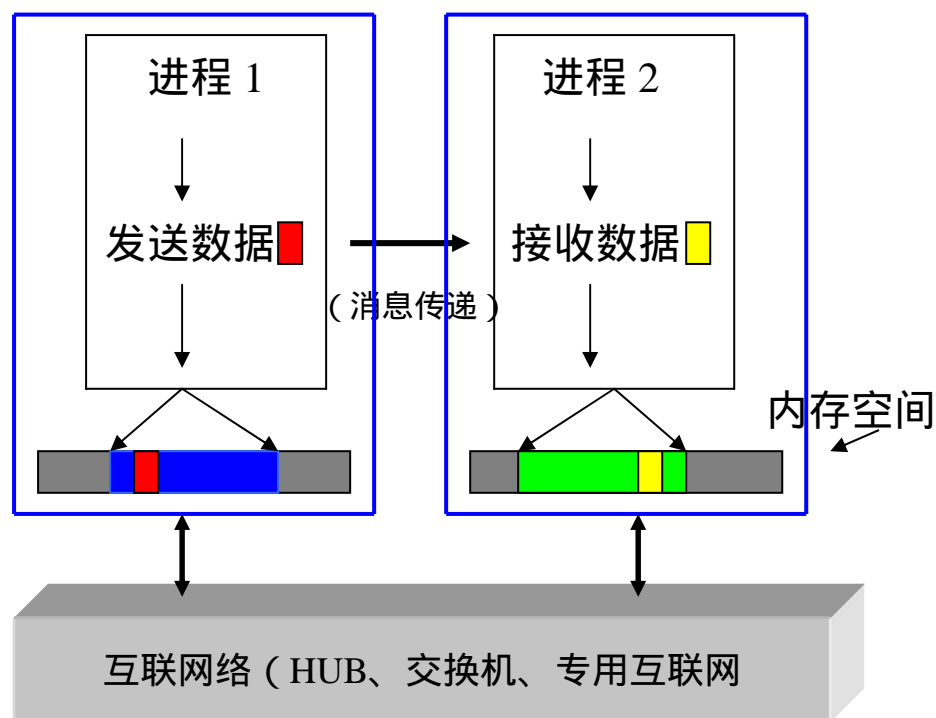 进程 1
进程 2
发送数据
接收数据
（消息传递）
内存空间
互联网络（HUB、交换机、专用互联网